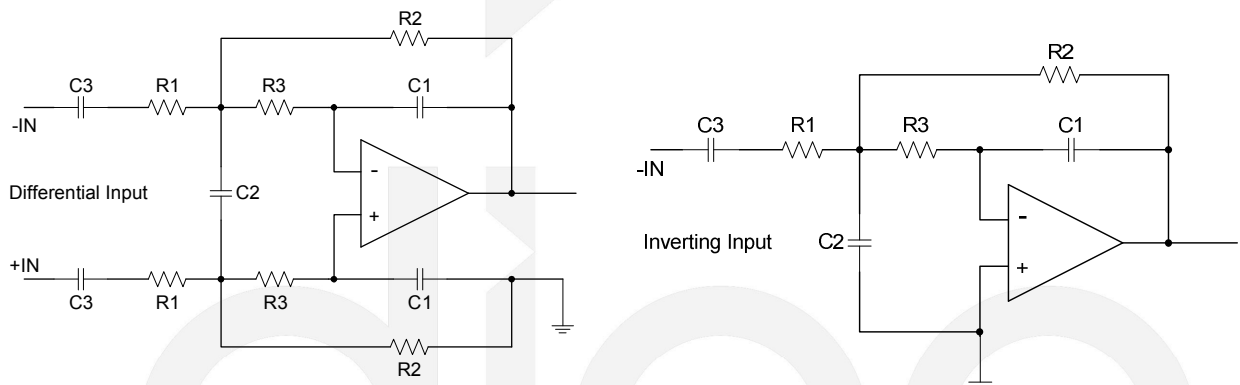 R2
C3
R1
R3
C1
-IN
-
Differential Input
C2
+
+IN
C3
R1
R3
C1
R2
R2
C3
R1
R3
C1
-IN
-
Inverting Input
C2
+